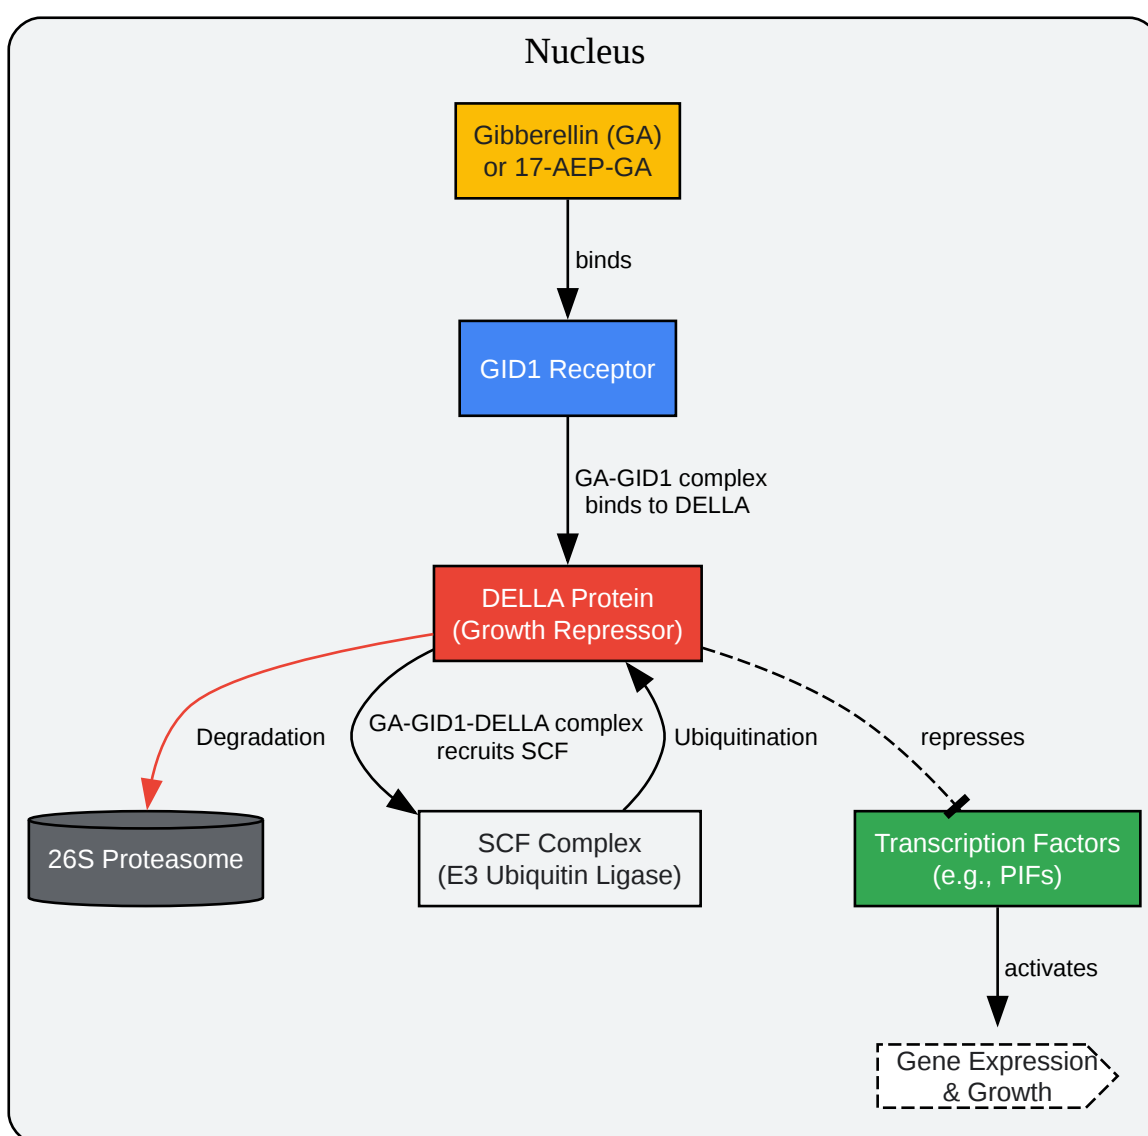 Nucleus
Gibberellin (GA)
or 17-AEP-GA
binds
GID1 Receptor
GA-GID1 complex
binds to DELLA
DELLA Protein
(Growth Repressor)
Degradation
GA-GID1-DELLA complex
recruits SCF
Ubiquitination
represses
26S Proteasome
SCF Complex
(E3 Ubiquitin Ligase)
Transcription Factors
(e.g., PIFs)
activates
Gene Expression
& Growth